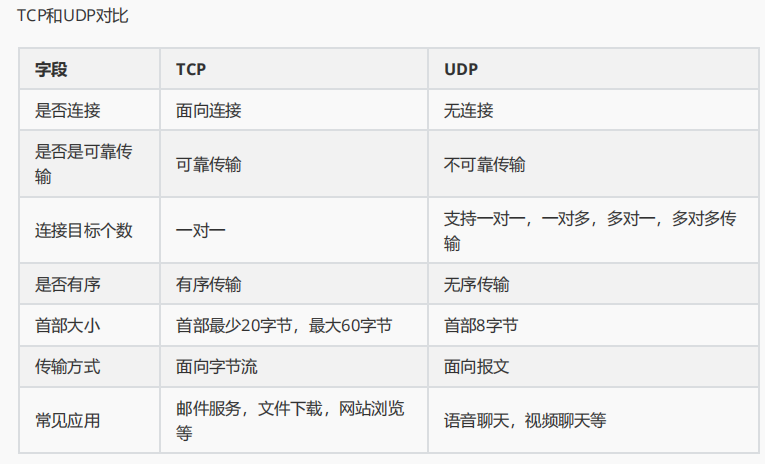 TCP和UDP对比
字段 TCP UDP
是否连接 面向连接 无连接
是否是可靠传
输
可靠传输 不可靠传输
连接目标个数 一对一
支持一对一，一对多，多对一，多对多传
输
是否有序 有序传输 无序传输
首部大小 首部最少20字节，最大60字节 首部8字节
传输方式 面向字节流 面向报文
常见应用
邮件服务，文件下载，网站浏览
等
语音聊天，视频聊天等